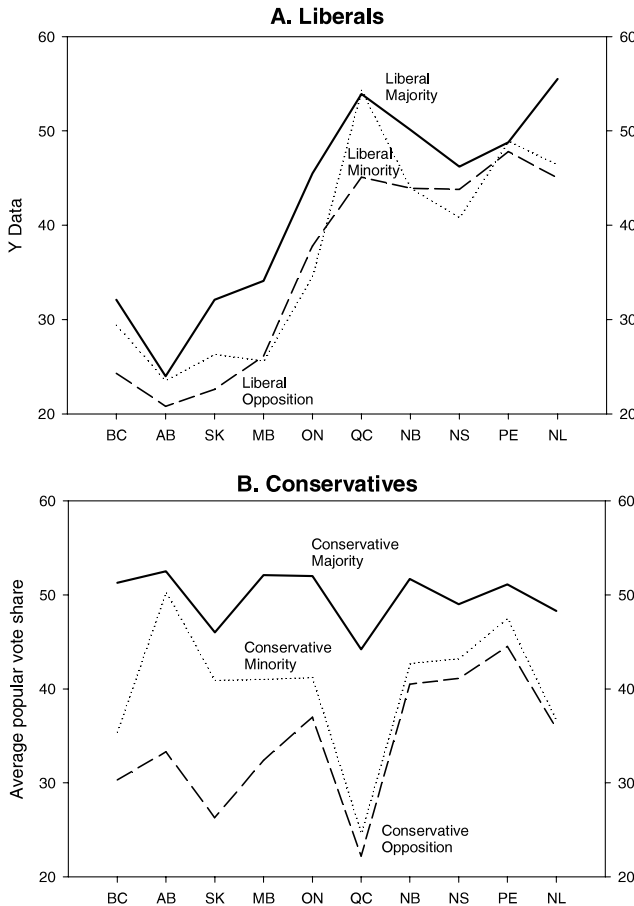 A. Liberals
60
60
Liberal
Majority
50
50
Liberal
Minority
Y Data
40
40
30
30
Liberal
Opposition
20
20
BC AB SK MB ON QC NB NS PE NL
B. Conservatives
60
60
Conservative
Majority
50
50
Conservative
Minority
Average popular vote share
40
40
30
30
Conservative
Opposition
20
20
BC AB SK MB ON QC NB NS PE NL